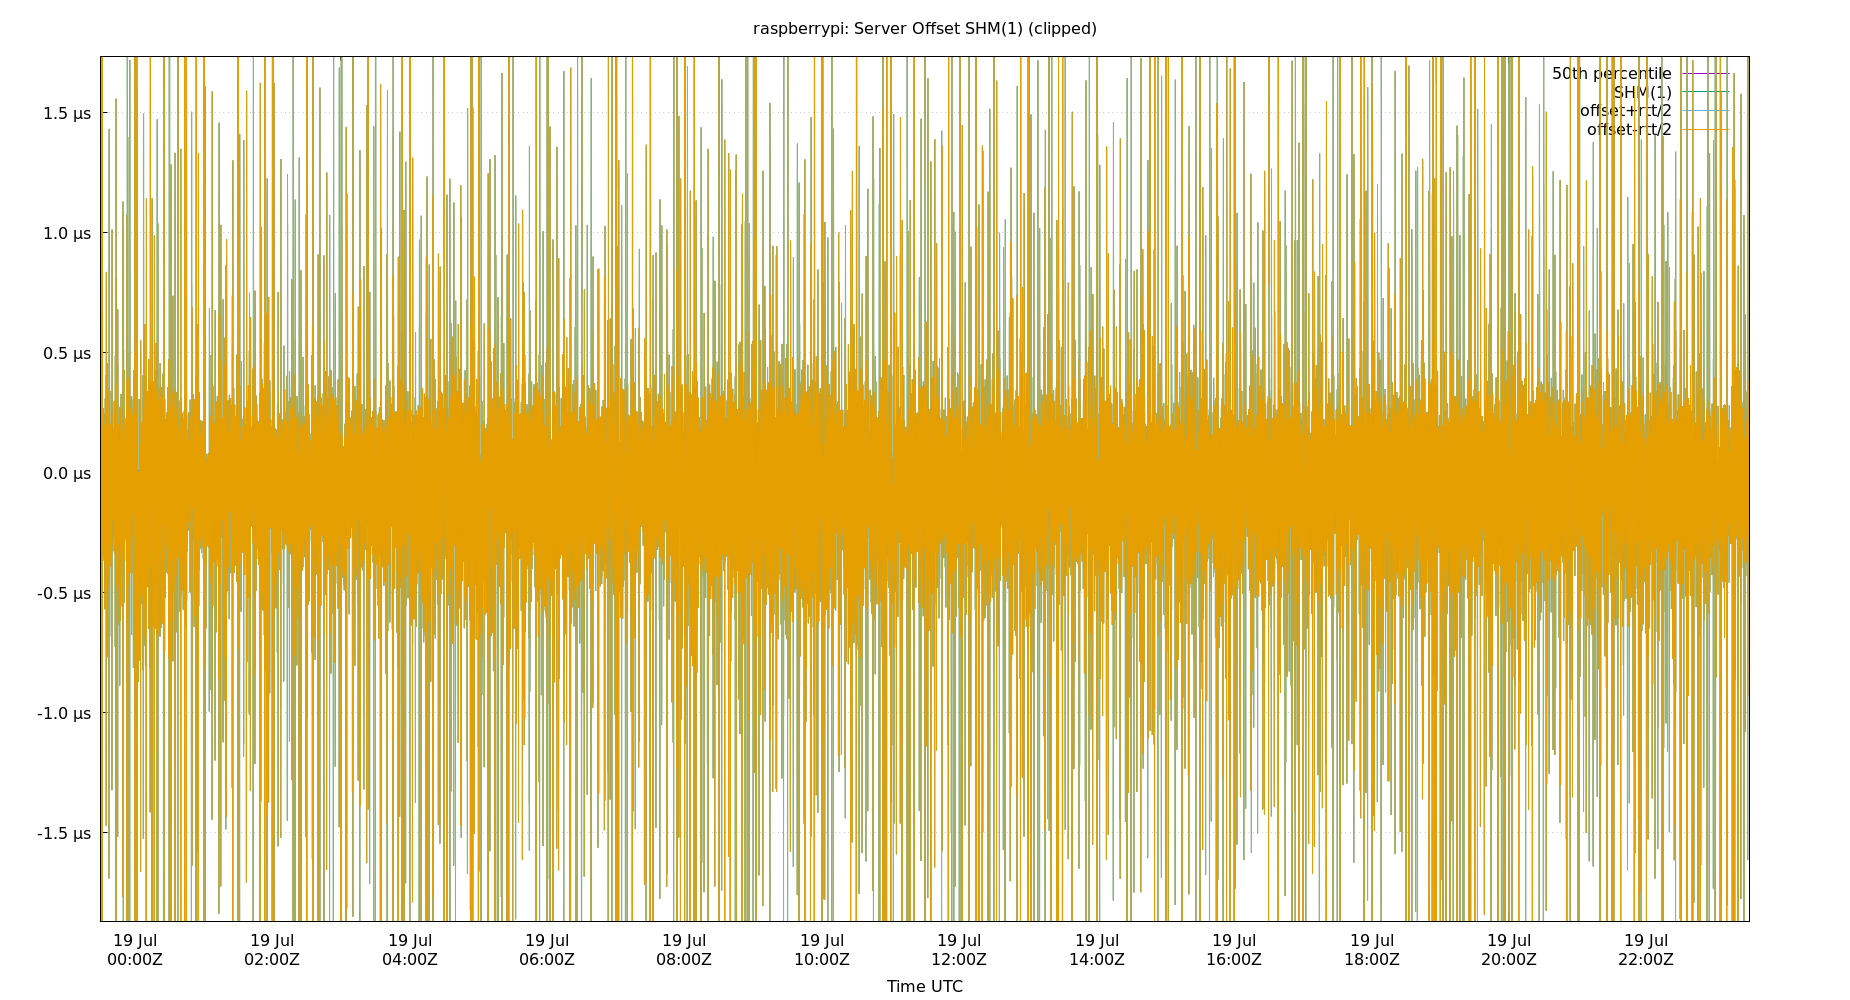 raspberrypi: Server Offset SHM(1) (clipped)
50th percentile
SHM(1)
offset+rtt/2
offset-rtt/2
1.5 µs
1.0 µs
0.5 µs
0.0 µs
-0.5 µs
-1.0 µs
-1.5 µs
19 Jul 19 Jul 19 Jul 19 Jul 19 Jul 19 Jul 19 Jul 19 Jul 19 Jul 19 Jul 19 Jul 19 Jul
00:00Z 02:00Z 04:00Z 06:00Z 08:00Z 10:00Z 12:00Z 14:00Z 16:00Z 18:00Z 20:00Z 22:00Z
Time UTC